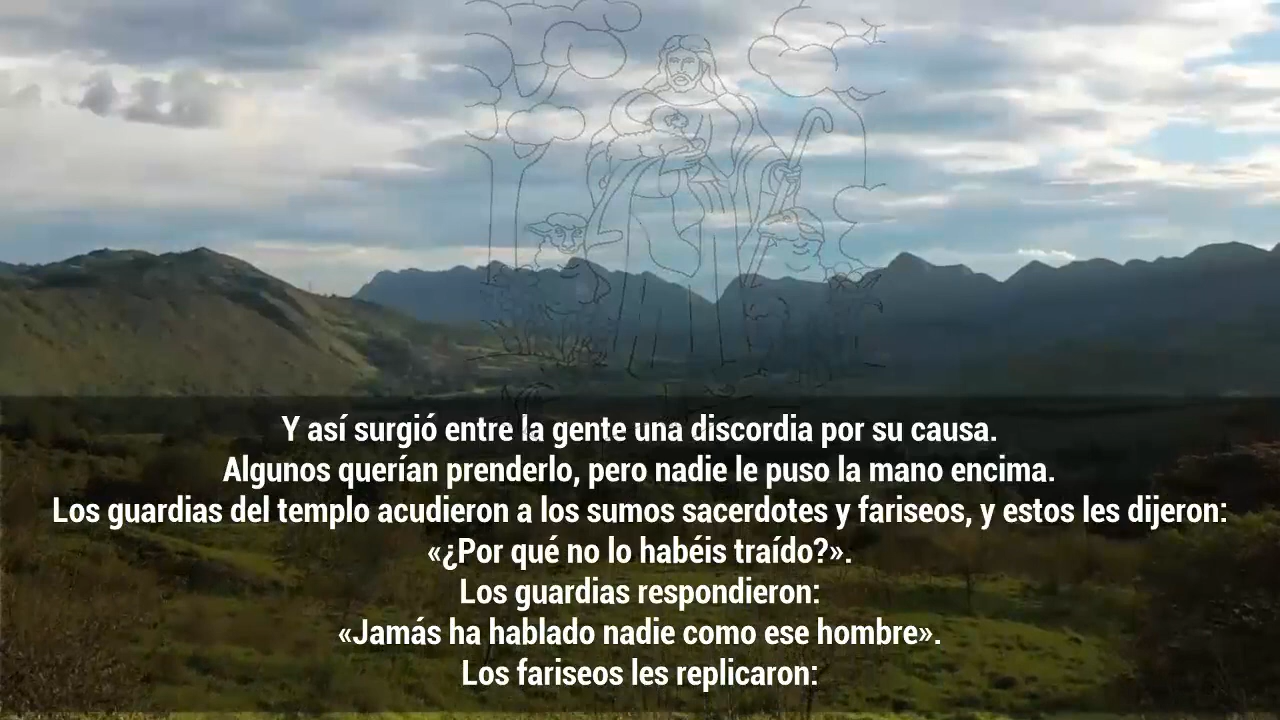 Y así surgió entre la gente una discordia por su causa.
Algunos querían prenderlo, pero nadie le puso la mano encima.
Los guardias del templo acudieron a los sumos sacerdotes y fariseos, y estos les dijeron:
«¿Por qué no lo habéis traído?».
Los guardias respondieron:
«Jamás ha hablado nadie como ese hombre».
Los fariseos les replicaron: